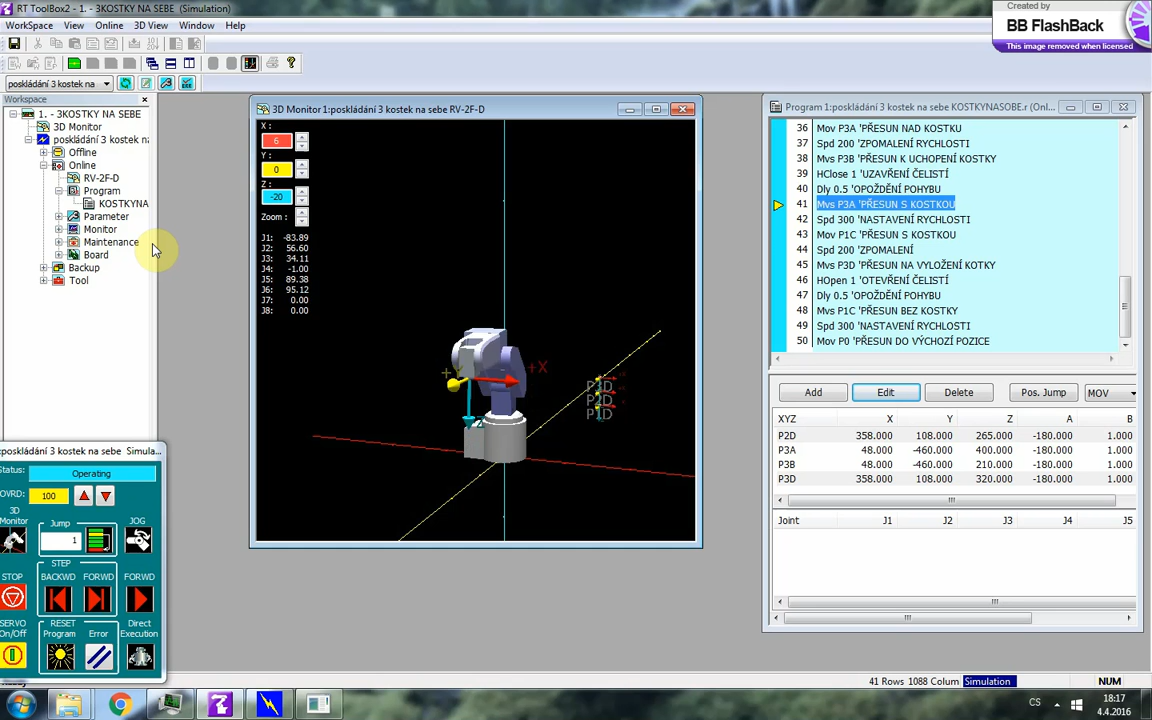 RT ToolBox2 - 3KOSTKY NA SEBE (Simulation)
WorkSpace View Online 3D View Window Help
Created by
BB FlashBack
This image removed when licensed
poskládání 3 kostek na
Workspace
1. - 3KOSTKY NA SEBE
3D Monitor
poskládání 3 kostek na
Offline
Online
RV-2F-D
Program
KOSTKYNA
Parameter
Maintenance
Monitor
Board
Backup
Tool
3D Monitor 1:poskládání 3 kostek na sebe RV-2F-D
X :
6
Y :
0
Z :
-20
Zoom :
J1: -83.89
J2: 56.60
J3: 34.11
J4: -1.00
J5: 89.38
J6: 95.12
J7: 0.00
J8: 0.00
+X
P3D
P2D
P1D
Program 1:poskládání 3 kostek na sebe KOSTKYNASOBE.r (Onl...
36 Mov P3A 'PŘESUN NAD KOSTKU
37 Spd 200 'ZPOMALENÍ RYCHLOSTI
38 Mvs P3B 'PŘESUN K UCHOPENÍ KOSTKY
39 HClose 1 'UZAVŘENÍ ČELISTÍ
40 Dly 0.5 'OPOŽDĚNÍ POHYBU
41 Mvs P3A 'PŘESUN S KOSTKOU
42 Spd 300 'NASTAVENÍ RYCHLOSTI
43 Mov P1C 'PŘESUN S KOSTKOU
44 Spd 200 'ZPOMALENÍ
45 Mvs P3D 'PŘESUN NA VYLOŽENÍ KOTKY
46 HOpen 1 'OTEVŘENÍ ČELISTÍ
47 Dly 0.5 'OPOŽDĚNÍ POHYBU
48 Mvs P1C 'PŘESUN BEZ KOSTKY
49 Spd 300 'NASTAVENÍ RYCHLOSTI
50 Mov P0 'PŘESUN DO VÝCHOZÍ POZICE
Add Edit Delete Pos. Jump MOV
XYZ X Y Z A B
P2D 358.000 108.000 265.000 -180.000 1.000
P3A 48.000 -460.000 400.000 -180.000 1.000
P3B 48.000 -460.000 210.000 -180.000 1.000
P3D 358.000 108.000 320.000 -180.000 1.000
Joint J1 J2 J3 J4 J5
:poskládání 3 kostek na sebe Simula...
Status: Operating
OVRD: 100
3D
Monitor
Jump
1
JOG
STEP
STOP BACKWD FORWD FORWD
SERVO
On/Off
RESET
Program
Error
Direct
Execution
41 Rows 1088 Colum Simulation NUM
CS
18:17
4.4.2016